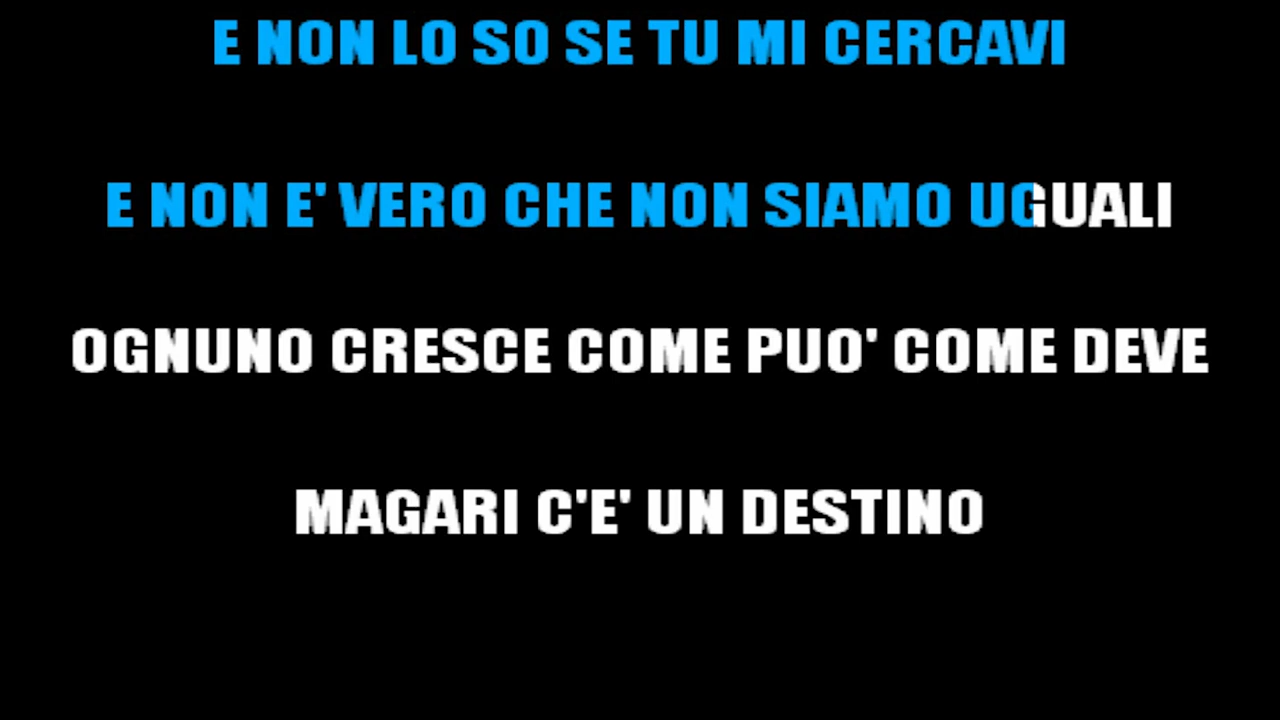 E NON LO SO SE TU MI CERCAVI
E NON E' VERO CHE NON SIAMO UGUALI
OGNUNO CRESCE COME PUO' COME DEVE
MAGARI C'E' UN DESTINO